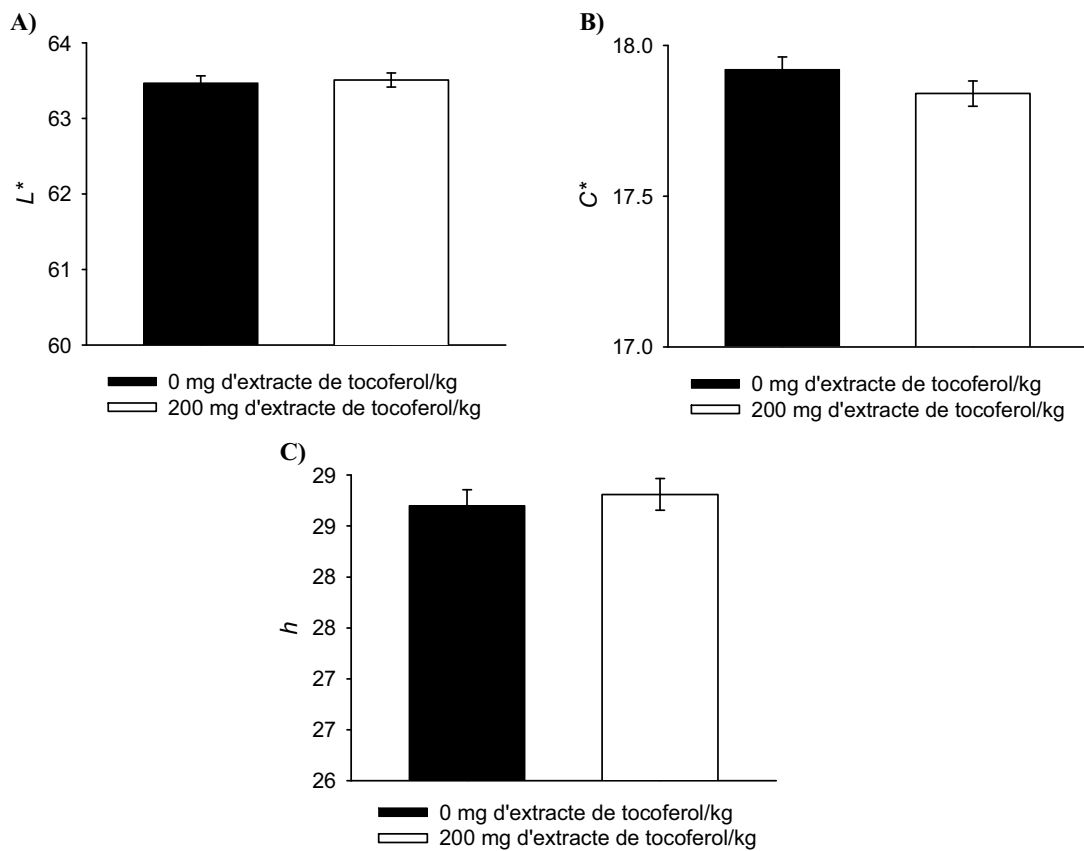 A)
64
63
62
61
60
L*
0 mg d'extracte de tocoferol/kg
200 mg d'extracte de tocoferol/kg
B)
18.0
17.5
17.0
C*
0 mg d'extracte de tocoferol/kg
200 mg d'extracte de tocoferol/kg
C)
29
29
28
28
27
27
26
h
0 mg d'extracte de tocoferol/kg
200 mg d'extracte de tocoferol/kg